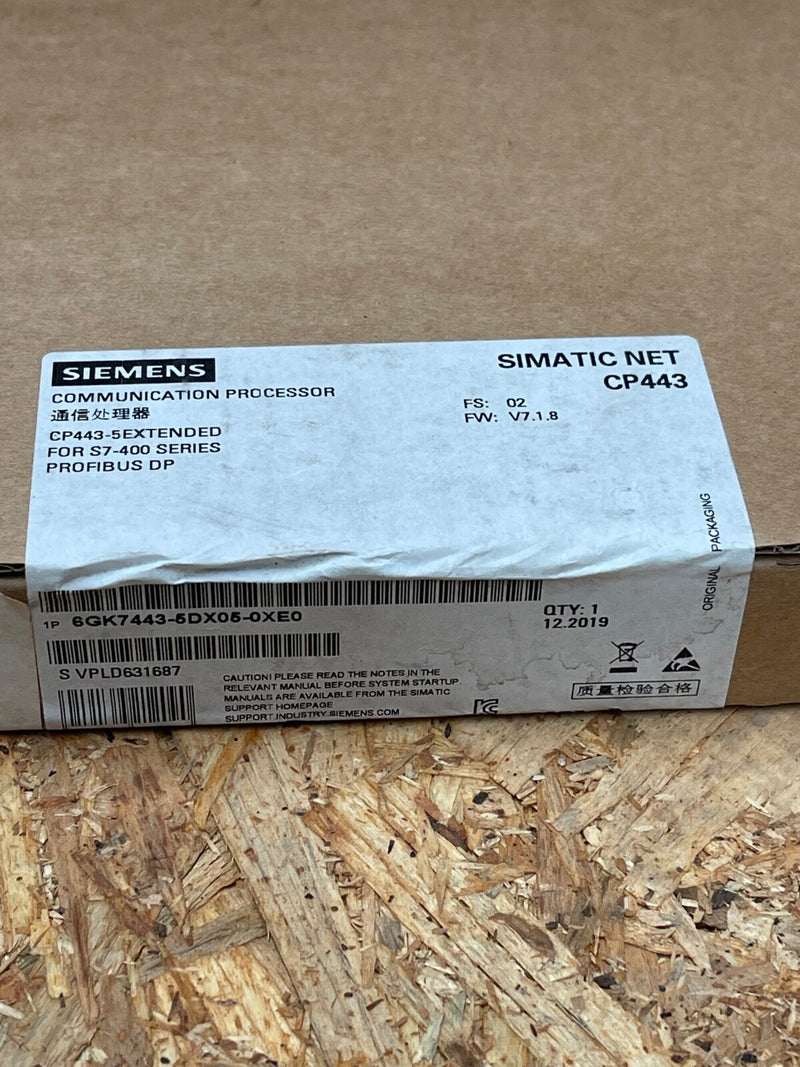 SIEMENS
SIMATIC NET
CP443
COMMUNICATION PROCESSOR
通信处理器
FS: 02
FW: V7.1.8
CP443-5EXTENDED
FOR S7-400 SERIES
PROFIBUS DP
ORIGINAL PACKAGING
1P 6GK7443-5DX05-0XE0
QTY: 1
12.2019
S VPLD631687
CAUTION! PLEASE READ THE NOTES IN THE
RELEVANT MANUAL BEFORE SYSTEM STARTUP.
MANUALS ARE AVAILABLE FROM THE SIMATIC
SUPPORT HOMEPAGE
SUPPORT.INDUSTRY.SIEMENS.COM
质量检验合格